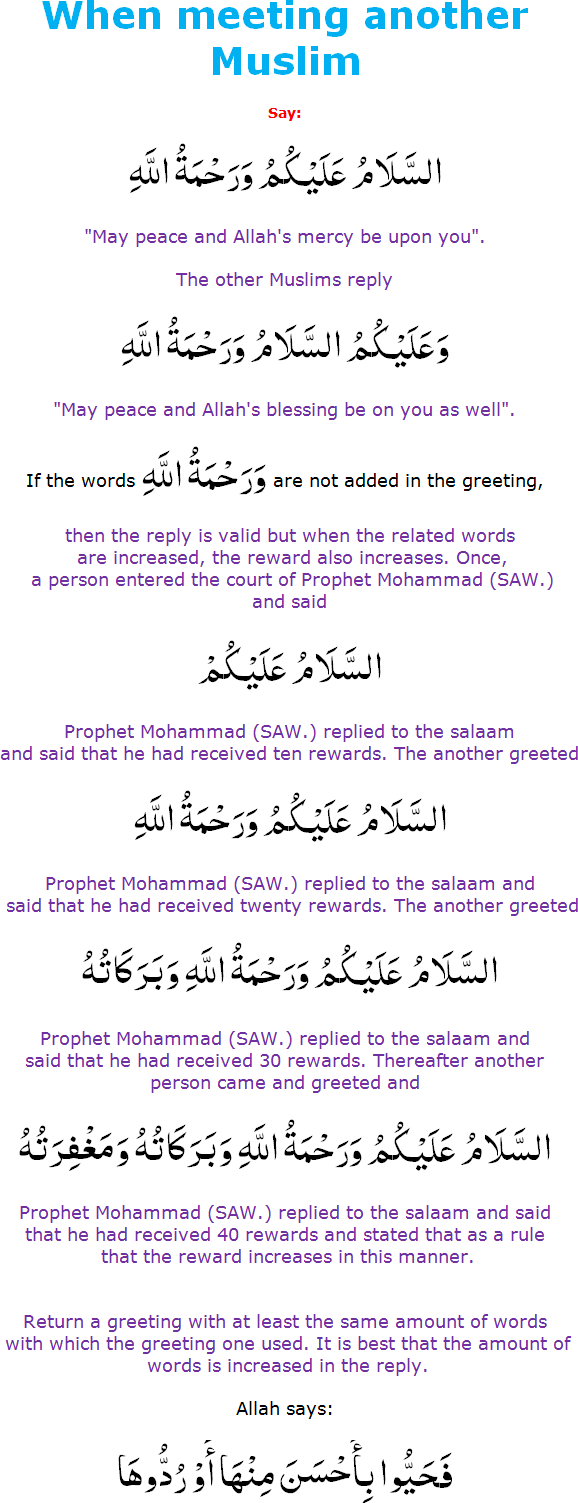 When meeting another
Muslim
Say:
السَّلَامُ عَلَيْكُمُ وَرَحْمَةُ اللَّهِ
"May peace and Allah's mercy be upon you".
The other Muslims reply
وَعَلَيْكُمُ السَّلَامُ وَرَحْمَةُ اللَّهِ
"May peace and Allah's blessing be on you as well".
If the words وَرَحْمَةُ اللَّهِ are not added in the greeting,
then the reply is valid but when the related words
are increased, the reward also increases. Once,
a person entered the court of Prophet Mohammad (SAW.)
and said
السَّلَامُ عَلَيْكُمْ
Prophet Mohammad (SAW.) replied to the salaam
and said that he had received ten rewards. The another greeted
السَّلَامُ عَلَيْكُمُ وَرَحْمَةُ اللَّهِ
Prophet Mohammad (SAW.) replied to the salaam and
said that he had received twenty rewards. The another greeted
السَّلَامُ عَلَيْكُمُ وَرَحْمَةُ اللَّهِ وَبَرَكَاتُهُ
Prophet Mohammad (SAW.) replied to the salaam and
said that he had received 30 rewards. Thereafter another
person came and greeted and
السَّلَامُ عَلَيْكُمُ وَرَحْمَةُ اللَّهِ وَبَرَكَاتُهُ وَمَغْفِرَتُهُ
Prophet Mohammad (SAW.) replied to the salaam and said
that he had received 40 rewards and stated that as a rule
that the reward increases in this manner.
Return a greeting with at least the same amount of words
with which the greeting one used. It is best that the amount of
words is increased in the reply.
Allah says:
فَحَيُّوا بِأَحْسَنَ مِنْهَا أَوْ رُدُّوهَا